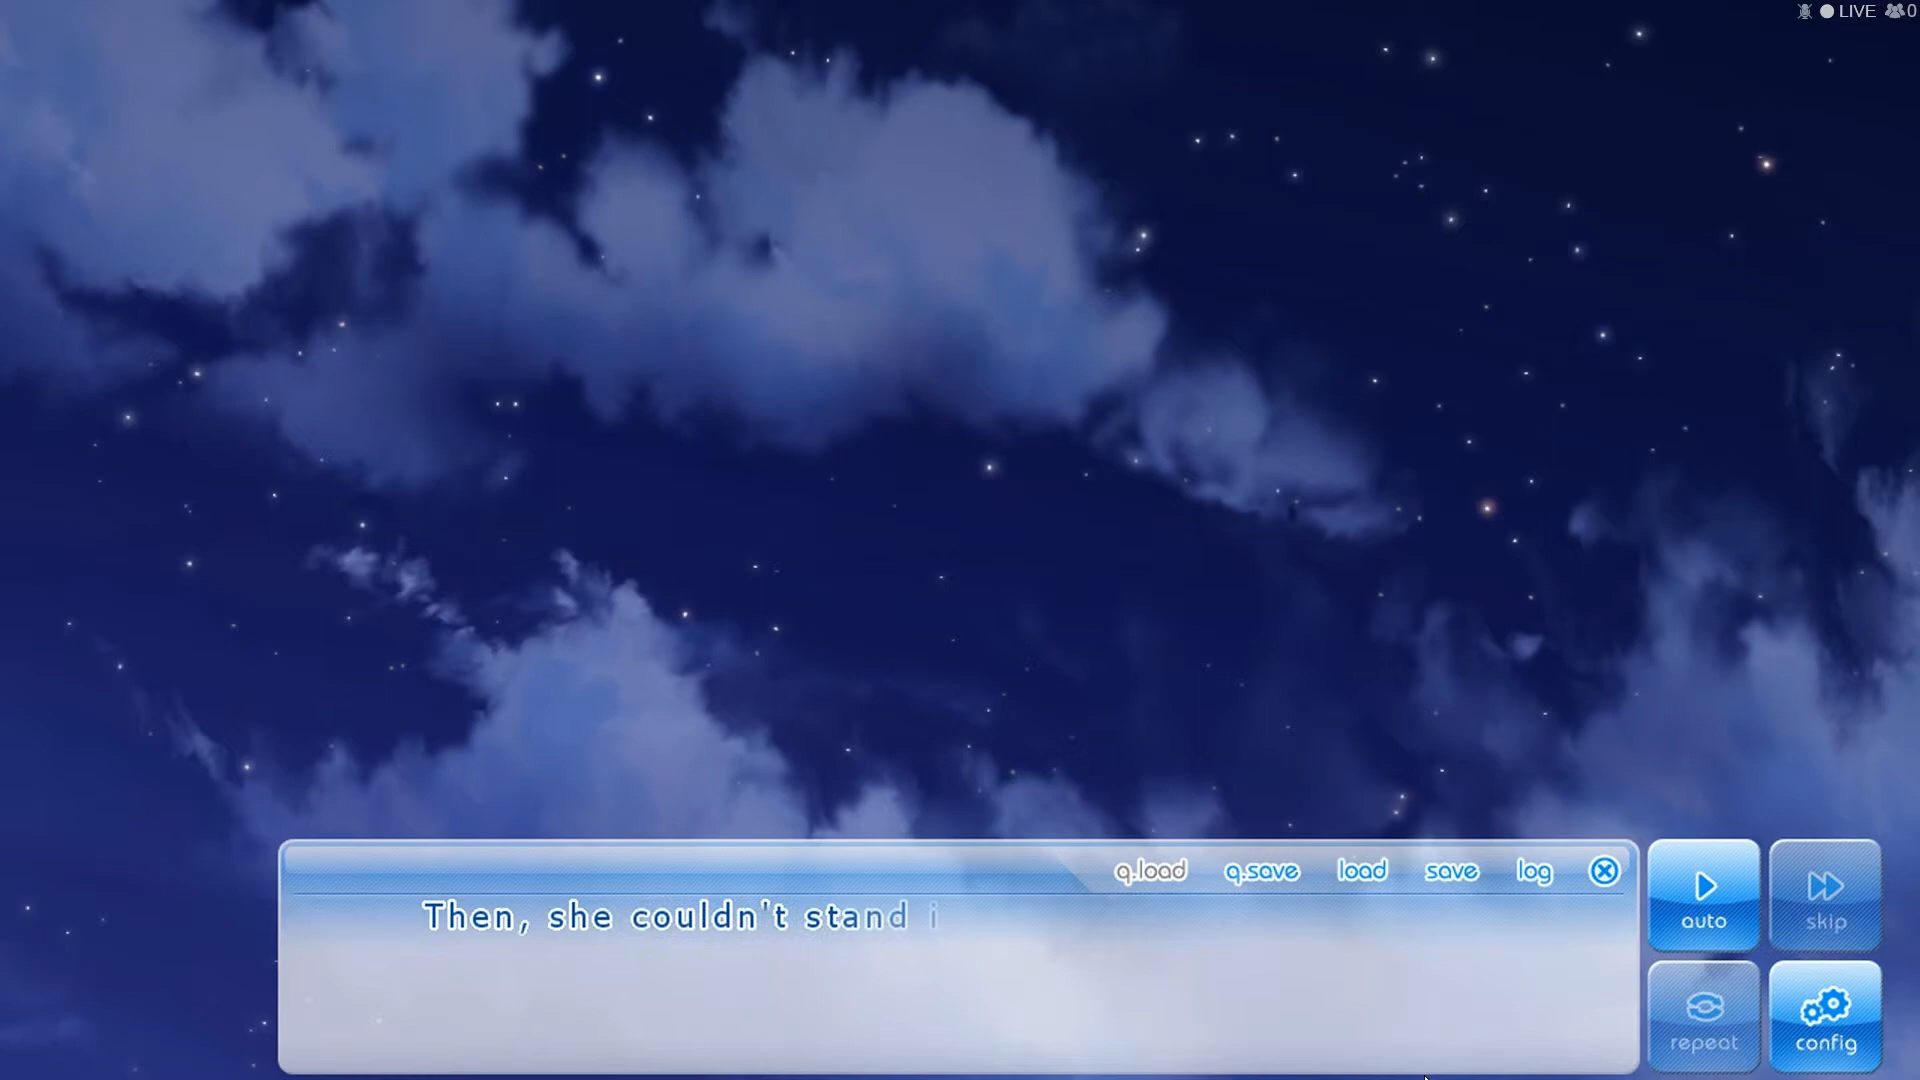 LIVE 0
q.load q.save load save log
Then, she couldn't stand i
auto
skip
repeat
config